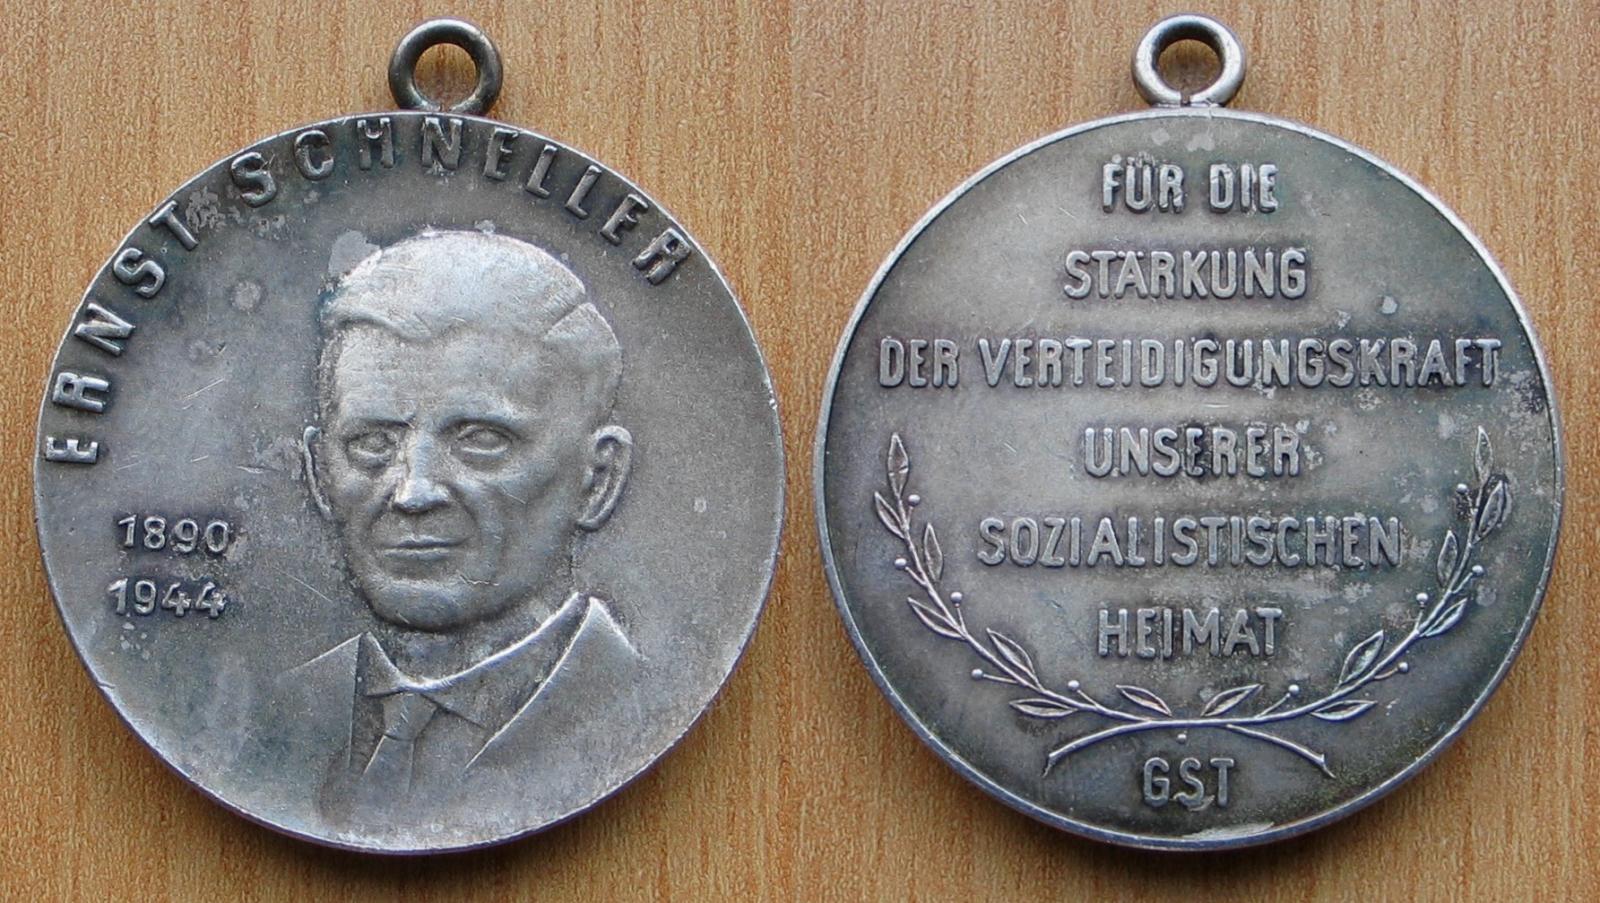 ERNST SCHNELLER
1890
1944
FÜR DIE
STÄRKUNG
DER VERTEIDIGUNGSKRAFT
UNSERER
SOZIALISTISCHEN
HEIMAT
GST